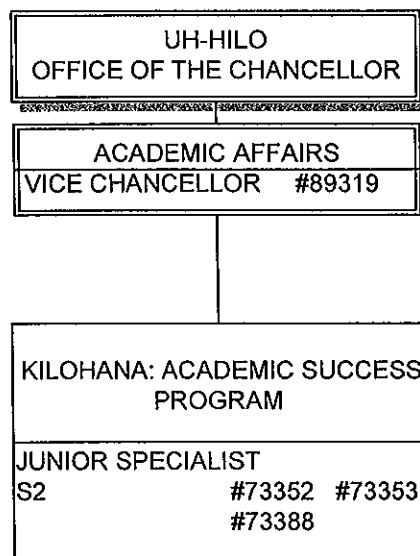 UH-HILO
OFFICE OF THE CHANCELLOR
ACADEMIC AFFAIRS
VICE CHANCELLOR #89319
KILOHANA: ACADEMIC SUCCESS
PROGRAM
JUNIOR SPECIALIST
S2 #73352 #73353
#73388